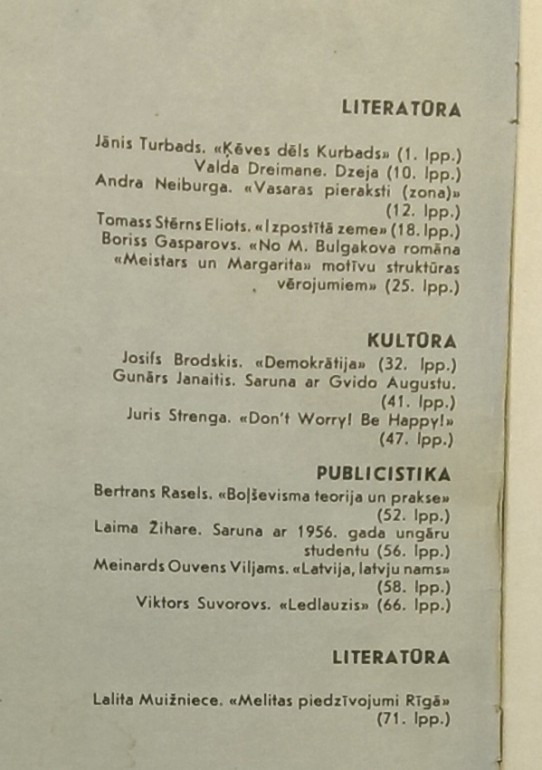 LITERATŪRA
Jānis Turbads. «Ķēves dēls Kurbads» (1. lpp.)
Valda Dreimane. Dzeja (10. lpp.)
Andra Neiburga. «Vasaras pieraksti (zona)»
(12. lpp.)
Tomass Stērns Eliots. «Izpostītā zeme» (18. lpp.)
Boriss Gasparovs. «No M. Bulgakova romāna
«Meistars un Margarita» motīvu struktūras
vērojumiem» (25. lpp.)
KULTŪRA
Josifs Brodskis. «Demokrātija» (32. lpp.)
Gunārs Janaitis. Saruna ar Gvido Augustu.
(41. lpp.)
Juris Strenga. «Don't Worry! Be Happy!»
(47. lpp.)
PUBLICISTIKA
Bertrans Rasels. «Boļševisma teorija un prakse»
(52. lpp.)
Laima Žihare. Saruna ar 1956. gada ungāru
studentu (56. lpp.)
Meinards Ouvens Viljams. «Latvija, latvju nams»
(58. lpp.)
Viktors Suvorovs. «Ledlauzis» (66. lpp.)
LITERATŪRA
Lalita Muižniece. «Melitas piedzīvojumi Rīgā»
(71. lpp.)